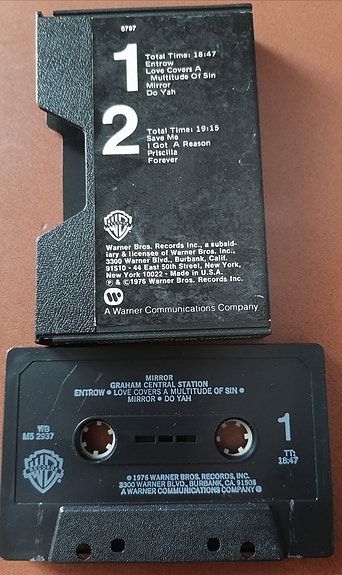 0797
1
Total Time: 18:47
Entrow
Love Covers A
Multitude Of Sin
Mirror
Do Yah
2
Total Time: 19:15
Save Me
I Got A Reason
Priscilla
Forever
Warner Bros. Records Inc., a subsid-
iary & licensee of Warner Bros. Inc.,
3300 Warner Blvd., Burbank, Calif.
91510 - 44 East 50th Street, New York,
New York 10022 - Made in U.S.A.
℗ & ©1976 Warner Bros. Records Inc.
A Warner Communications Company
MIRROR
GRAHAM CENTRAL STATION
ENTROW ● LOVE COVERS A MULTITUDE OF SIN ●
MIRROR ● DO YAH
WB
M5 2937
1
TT:
18:47
℗ 1976 WARNER BROS. RECORDS, INC.
3300 WARNER BLVD., BURBANK, CA. 91505
A WARNER COMMUNICATIONS COMPANY